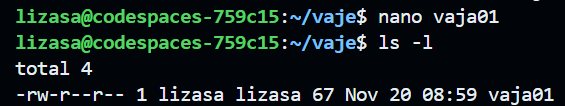 lizasa@codespaces-759c15:~/vaje$ nano vaja01
lizasa@codespaces-759c15:~/vaje$ ls -l
total 4
-rw-r--r-- 1 lizasa lizasa 67 Nov 20 08:59 vaja01